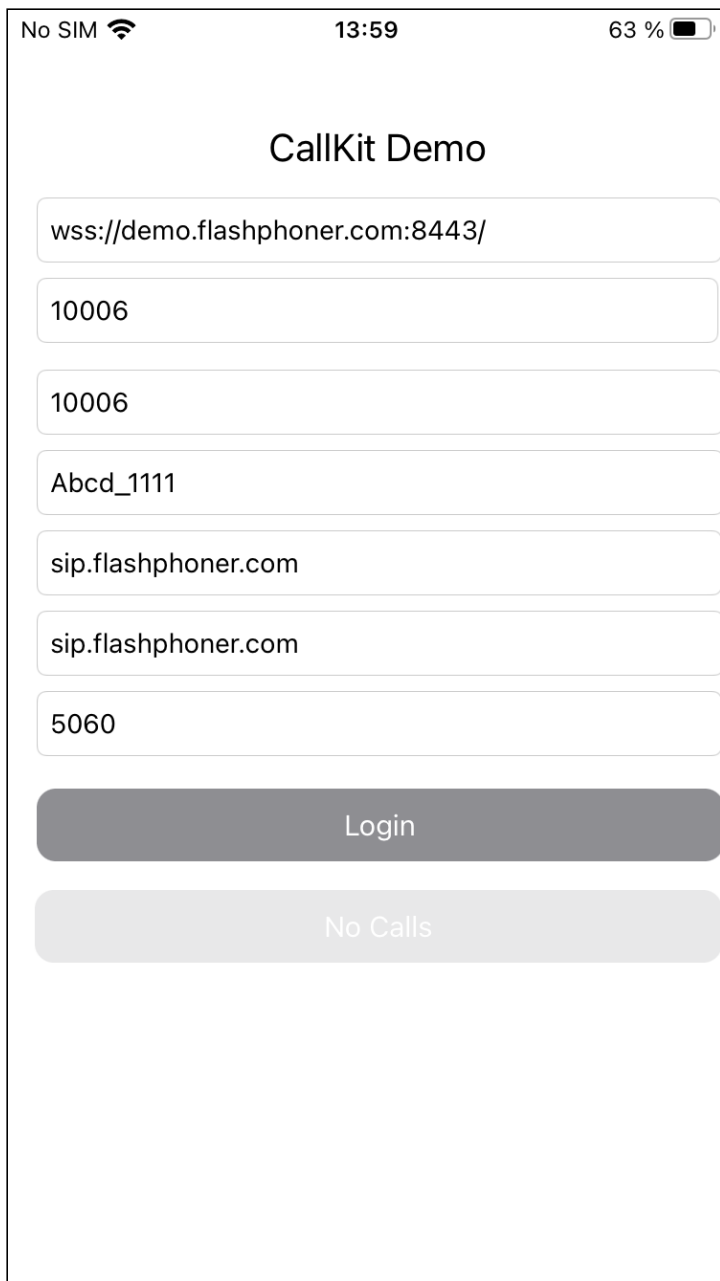 No SIM 13:59 63 %
CallKit Demo
wss://demo.flashphoner.com:8443/
10006
10006
Abcd_1111
sip.flashphoner.com
sip.flashphoner.com
5060
Login
No Calls